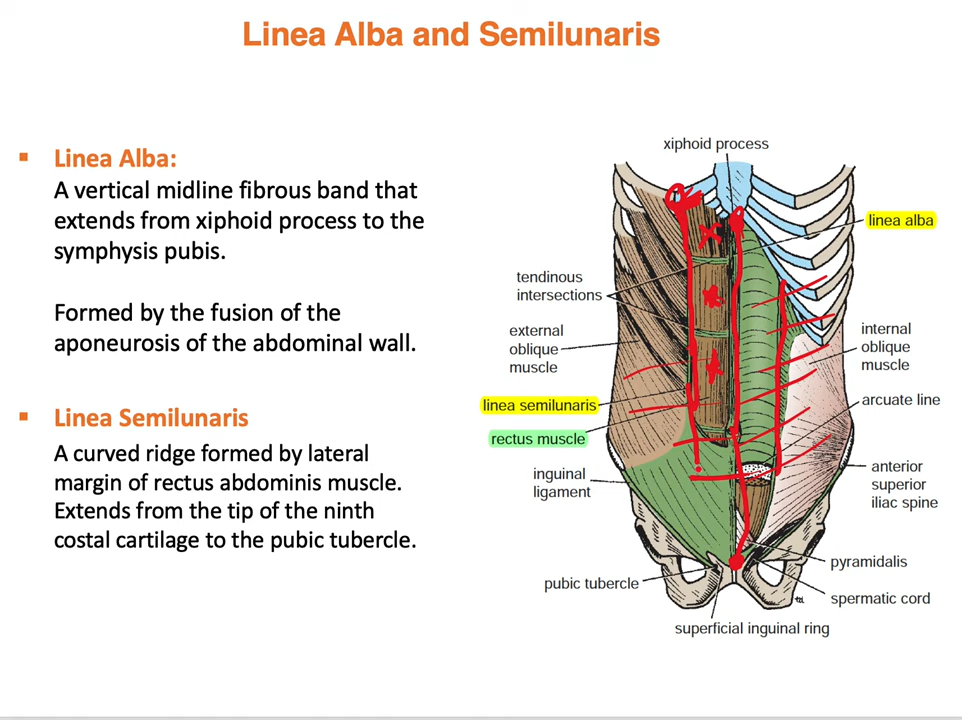 Linea Alba and Semilunaris
▪ Linea Alba:
A vertical midline fibrous band that
extends from xiphoid process to the
symphysis pubis.
Formed by the fusion of the
aponeurosis of the abdominal wall.
▪ Linea Semilunaris
A curved ridge formed by lateral
margin of rectus abdominis muscle.
Extends from the tip of the ninth
costal cartilage to the pubic tubercle.
xiphoid process
linea alba
tendinous
intersections
external
oblique
muscle
internal
oblique
muscle
linea semilunaris
arcuate line
rectus muscle
inguinal
ligament
anterior
superior
iliac spine
pyramidalis
pubic tubercle
spermatic cord
superficial inguinal ring